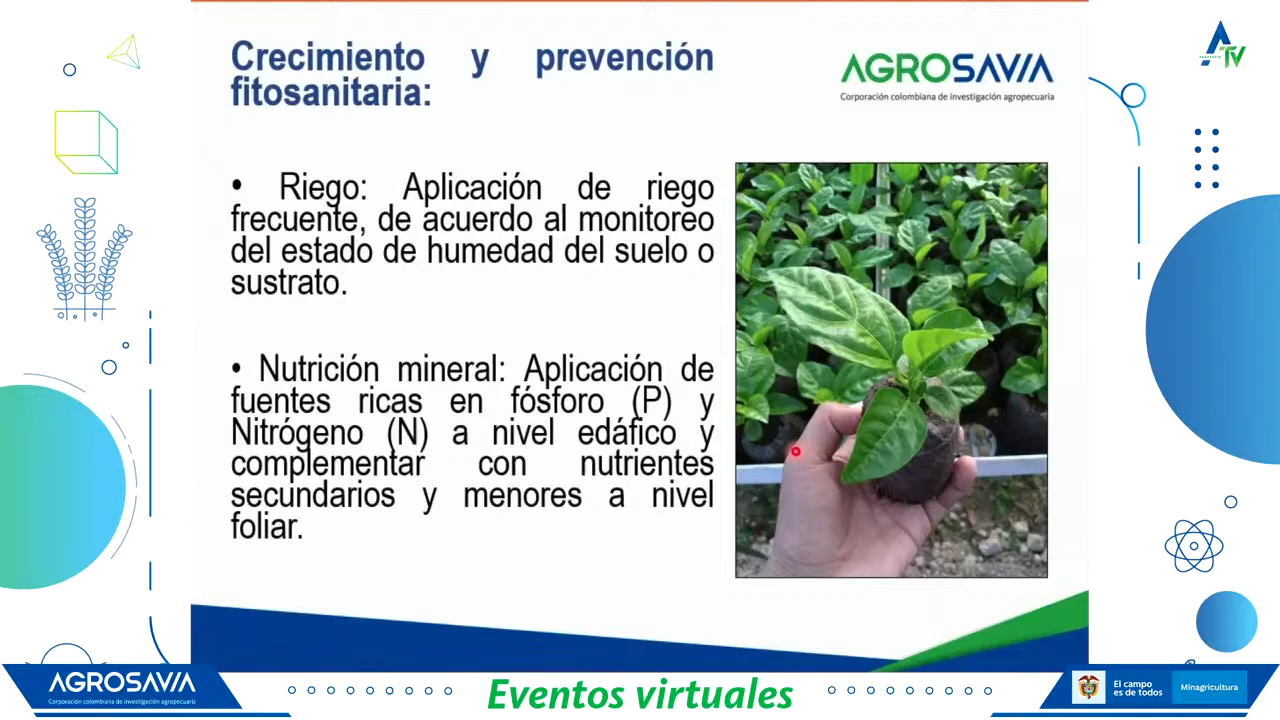 Crecimiento y prevención
fitosanitaria:
AGROSAVIA
Corporación colombiana de investigación agropecuaria
TV
• Riego: Aplicación de riego
frecuente, de acuerdo al monitoreo
del estado de humedad del suelo o
sustrato.
• Nutrición mineral: Aplicación de
fuentes ricas en fósforo (P) y
Nitrógeno (N) a nivel edáfico y
complementar con nutrientes
secundarios y menores a nivel
foliar.
AGROSAVIA
Corporación colombiana de investigación agropecuaria
Eventos virtuales
El campo
es de todos
Minagricultura